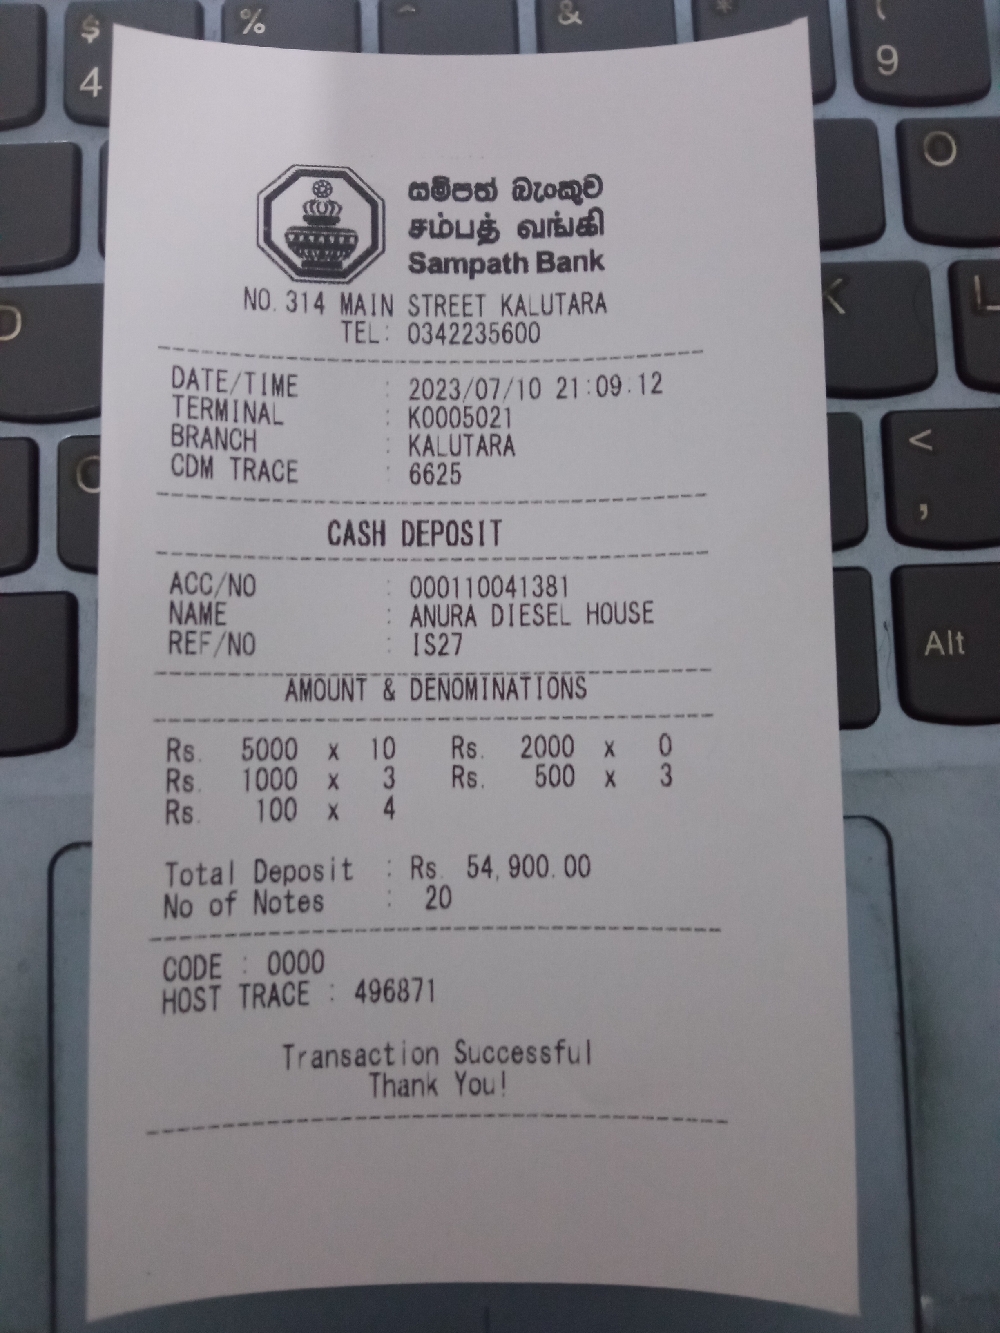 සම්පත් බැංකුව
சம்பத் வங்கி
Sampath Bank
NO. 314 MAIN STREET KALUTARA
TEL: 0342235600
DATE/TIME : 2023/07/10 21:09:12
TERMINAL : K0005021
BRANCH : KALUTARA
CDM TRACE : 6625
CASH DEPOSIT
ACC/NO : 000110041381
NAME : ANURA DIESEL HOUSE
REF/NO : IS27
AMOUNT & DENOMINATIONS
Rs. 5000 x 10 Rs. 2000 x 0
Rs. 1000 x 3 Rs. 500 x 3
Rs. 100 x 4
Total Deposit : Rs. 54,900.00
No of Notes : 20
CODE : 0000
HOST TRACE : 496871
Transaction Successful
Thank You!
$
4
%
^
&
*
(
9
O
D
K
L
C
<
,
Alt